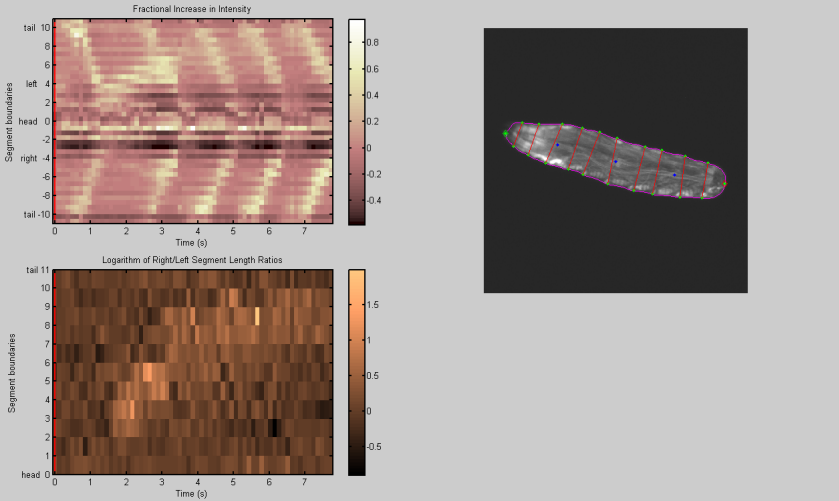 Fractional Increase in Intensity
tail 10
8
6
left 4
2
head 0
-2
right -4
-6
-8
tail -10
Segment boundaries
0 1 2 3 4 5 6 7
Time (s)
0.8
0.6
0.4
0.2
0
-0.2
-0.4
Logarithm of Right/Left Segment Length Ratios
tail 11
10
9
8
7
6
5
4
3
2
1
head 0
Segment boundaries
0 1 2 3 4 5 6 7
Time (s)
1.5
1
0.5
0
-0.5